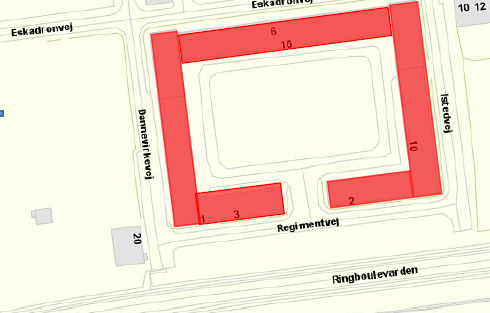 Eskadronvej
Eskadronvej
10 12
6
16
Dannevirkevej
Istedvej
10
1
3
2
Regimentvej
20
Ringboulevarden